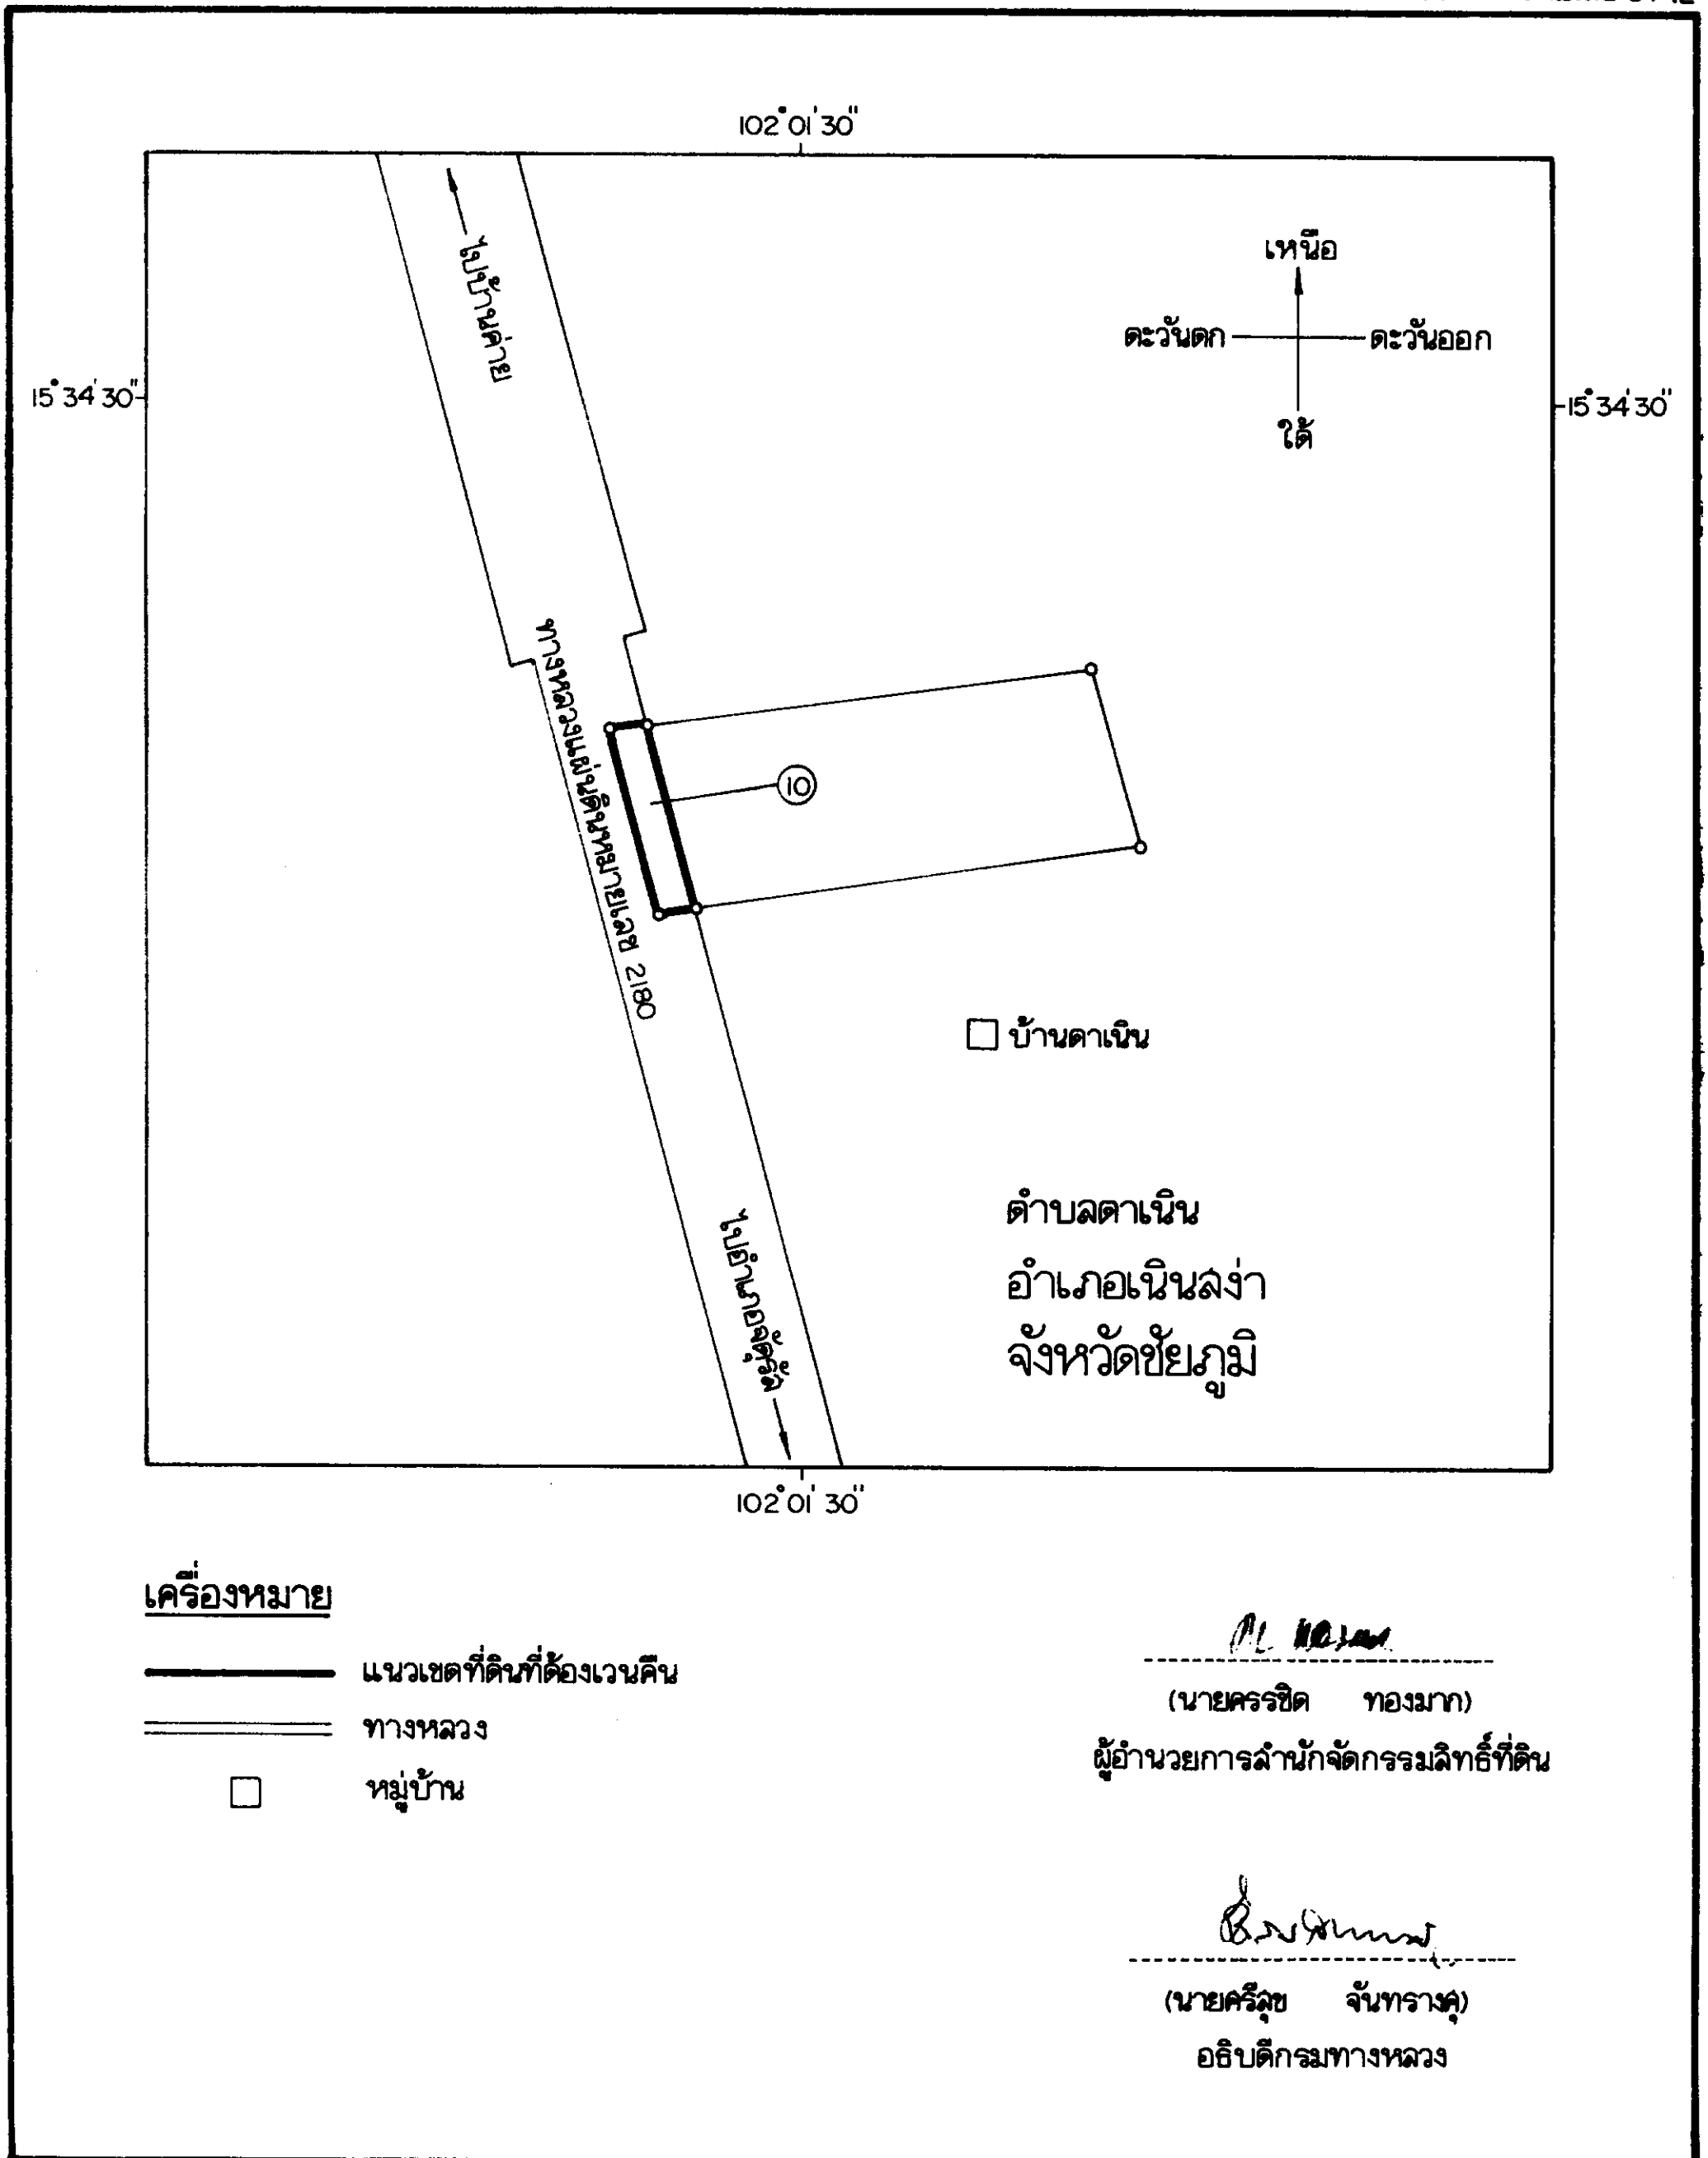 102°01'30"
เหนือ
ตะวันตก
ตะวันออก
ใต้
ไปบ้านค่าย
15°34'30"
15°34'30"
ทางหลวงแผ่นดินหมายเลข 2180
10
บ้านตาเนิน
ตำบลตาเนิน
อำเภอเนินสง่า
จังหวัดชัยภูมิ
ไปอำเภอจัตุรัส
102°01'30"
เครื่องหมาย
แนวเขตที่ดินที่ต้องเวนคืน
ทางหลวง
หมู่บ้าน
(นายครรชิต ทองมาก)
ผู้อำนวยการสำนักจัดกรรมสิทธิ์ที่ดิน
(นายศรีสุข จันทรางศุ)
อธิบดีกรมทางหลวง